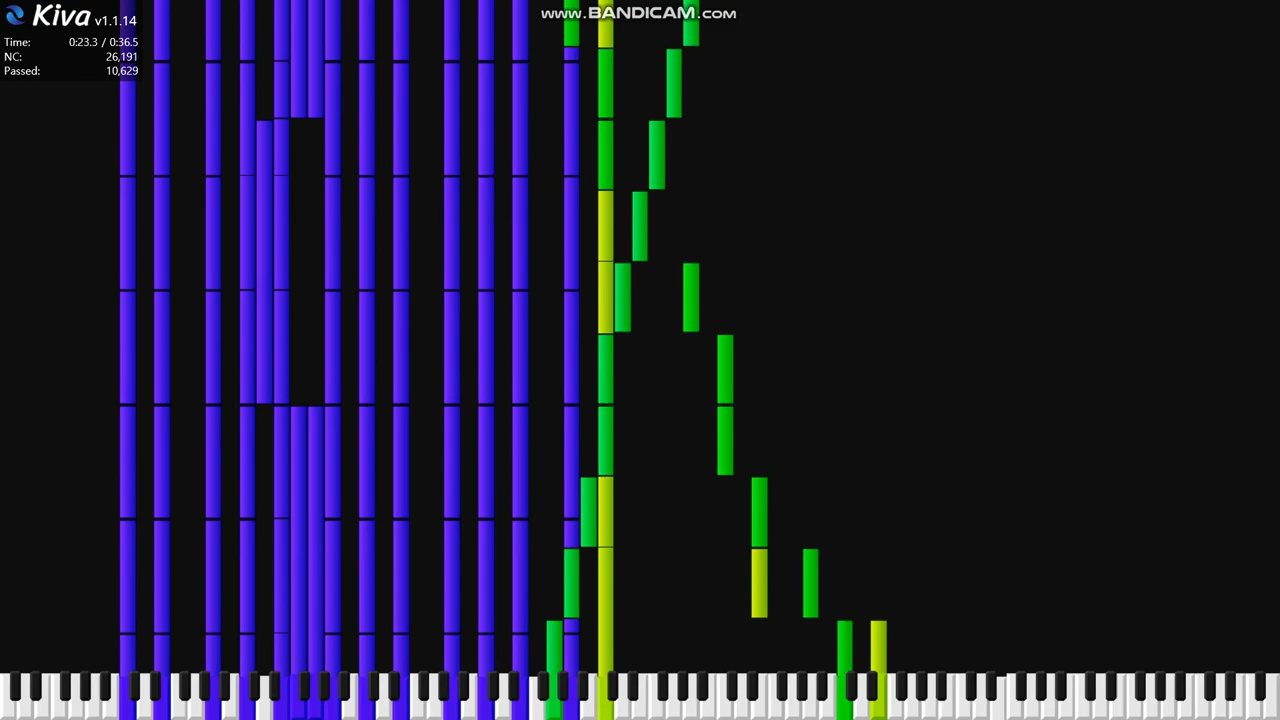 Kiva v1.1.14
www.BANDICAM.com
Time: 0:23.3 / 0:36.5
NC: 26,191
Passed: 10,629